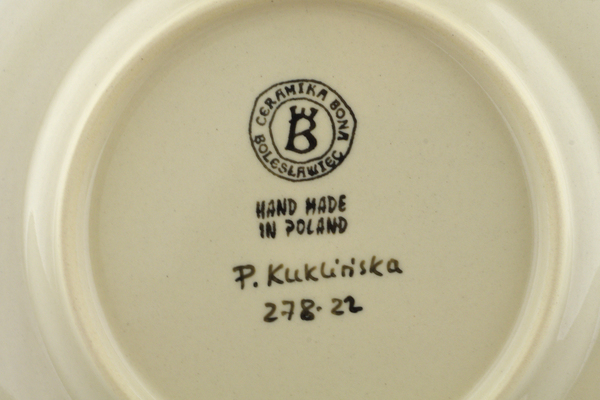 CERAMIKA BONA
BOLESŁAWIEC
B
HAND MADE
IN POLAND
P. Kuklińska
278·22